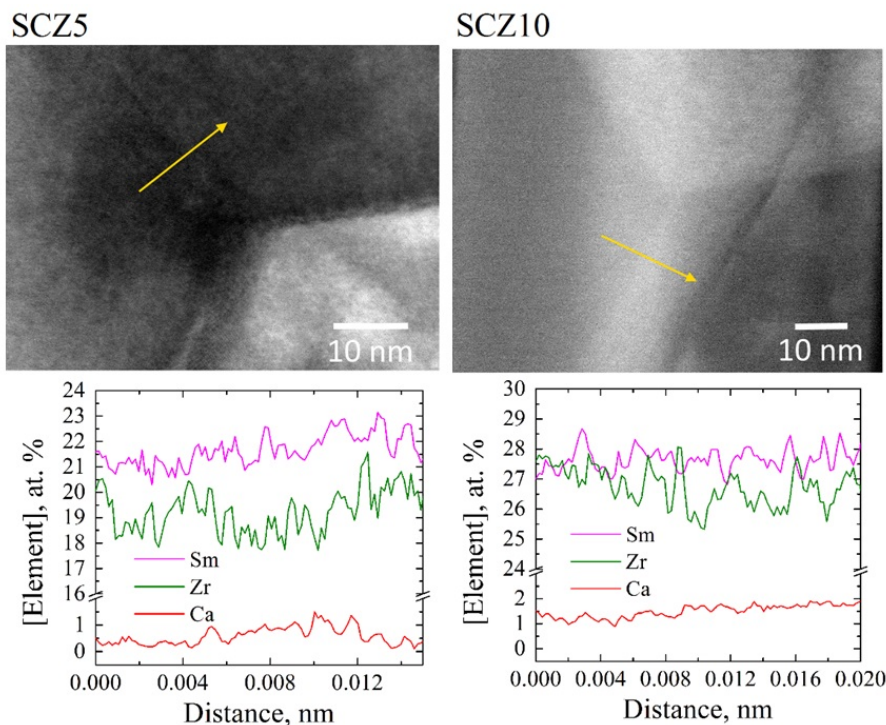 SCZ5
SCZ10
10 nm
10 nm
[Element], at. %
23
22
21
20
19
18
17
16
1
0
Sm
Zr
Ca
0.000
0.004
0.008
0.012
Distance, nm
[Element], at. %
30
29
28
27
26
25
24
2
1
0
Sm
Zr
Ca
0.000
0.004
0.008
0.012
0.016
0.020
Distance, nm